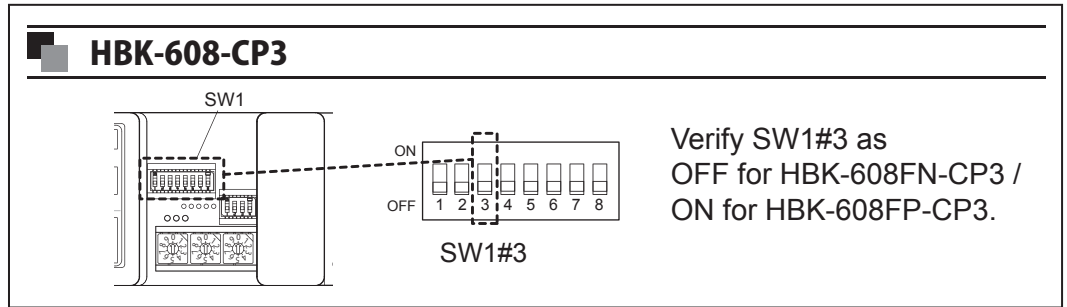 HBK-608-CP3
SW1
ON
OFF
1 2 3 4 5 6 7 8
SW1#3
Verify SW1#3 as
OFF for HBK-608FN-CP3 /
ON for HBK-608FP-CP3.